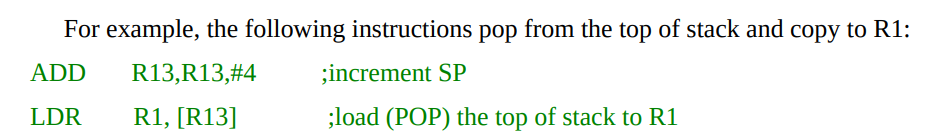 For example, the following instructions pop from the top of stack and copy to R1:
ADD R13,R13,#4 ;increment SP
LDR R1, [R13] ;load (POP) the top of stack to R1